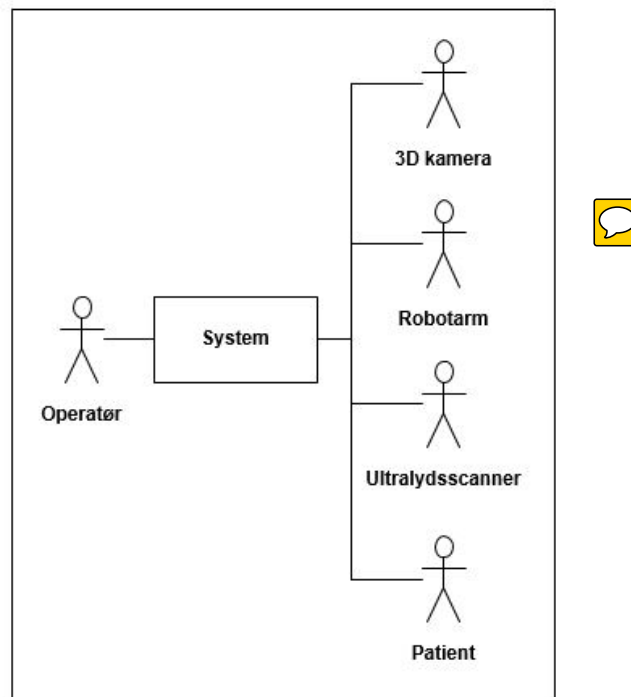 3D kamera
Robotarm
System
Operatør
Ultralydsscanner
Patient